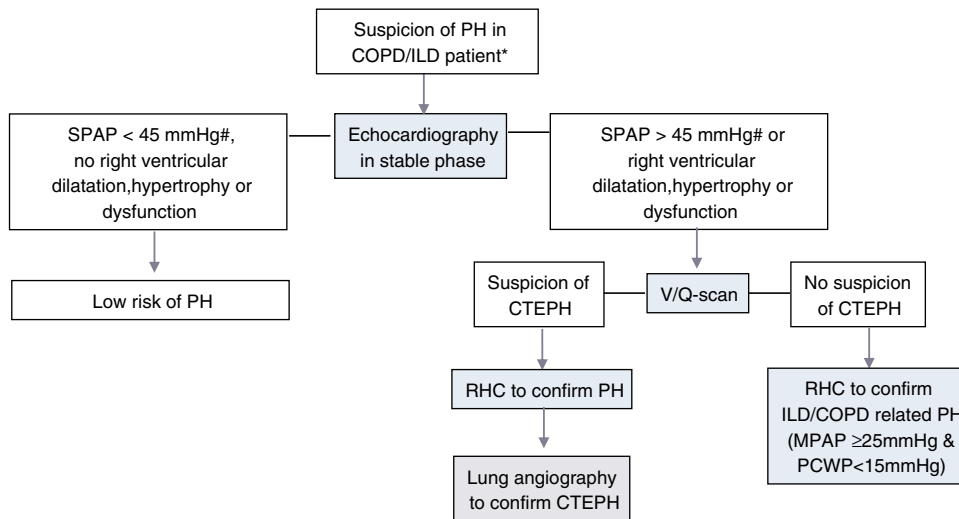 Suspicion of PH in
COPD/ILD patient*
SPAP < 45 mmHg#,
no right ventricular
dilatation,hypertrophy or
dysfunction
Echocardiography
in stable phase
SPAP > 45 mmHg# or
right ventricular
dilatation,hypertrophy or
dysfunction
Low risk of PH
Suspicion of
CTEPH
V/Q-scan
No suspicion
of CTEPH
RHC to confirm PH
RHC to confirm
ILD/COPD related PH
(MPAP ≥25mmHg &
PCWP<15mmHg)
Lung angiography
to confirm CTEPH